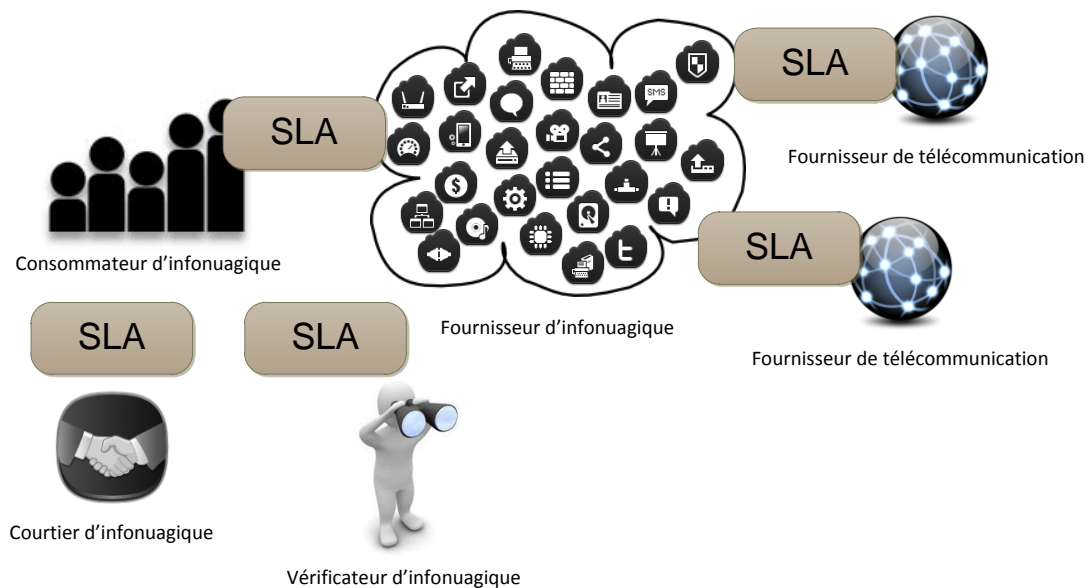 SLA
SMS
SLA
Fournisseur de télécommunication
Consommateur d'infonuagique
SLA
Fournisseur d'infonuagique
Fournisseur de télécommunication
SLA
SLA
Courtier d'infonuagique
Vérificateur d'infonuagique